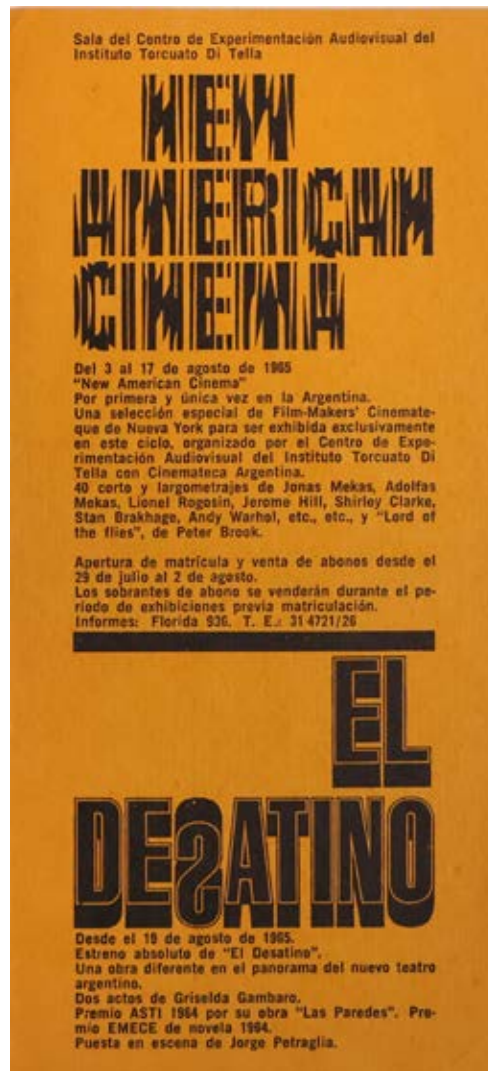 Sala del Centro de Experimentación Audiovisual del
Instituto Torcuato Di Tella
NEW
AMERICAN
CINEMA
Del 3 al 17 de agosto de 1965
“New American Cinema”
Por primera y única vez en la Argentina.
Una selección especial de Film-Makers' Cinemate-
que de Nueva York para ser exhibida exclusivamente
en este ciclo, organizado por el Centro de Expe-
rimentación Audiovisual del Instituto Torcuato Di
Tella con Cinemateca Argentina.
40 corto y largometrajes de Jonas Mekas, Adolfas
Mekas, Lionel Rogosin, Jerome Hill, Shirley Clarke,
Stan Brakhage, Andy Warhol, etc., etc., y “Lord of
the flies”, de Peter Brook.
Apertura de matrícula y venta de abonos desde el
29 de julio al 2 de agosto.
Los sobrantes de abono se venderán durante el pe-
ríodo de exhibiciones previa matriculación.
Informes: Florida 936. T. E.: 31 4721/26
EL
DESATINO
Desde el 19 de agosto de 1965.
Estreno absoluto de “El Desatino”.
Una obra diferente en el panorama del nuevo teatro
argentino.
Dos actos de Griselda Gambaro.
Premio ASTI 1964 por su obra “Las Paredes”. Pre-
mio EMECE de novela 1964.
Puesta en escena de Jorge Petraglia.